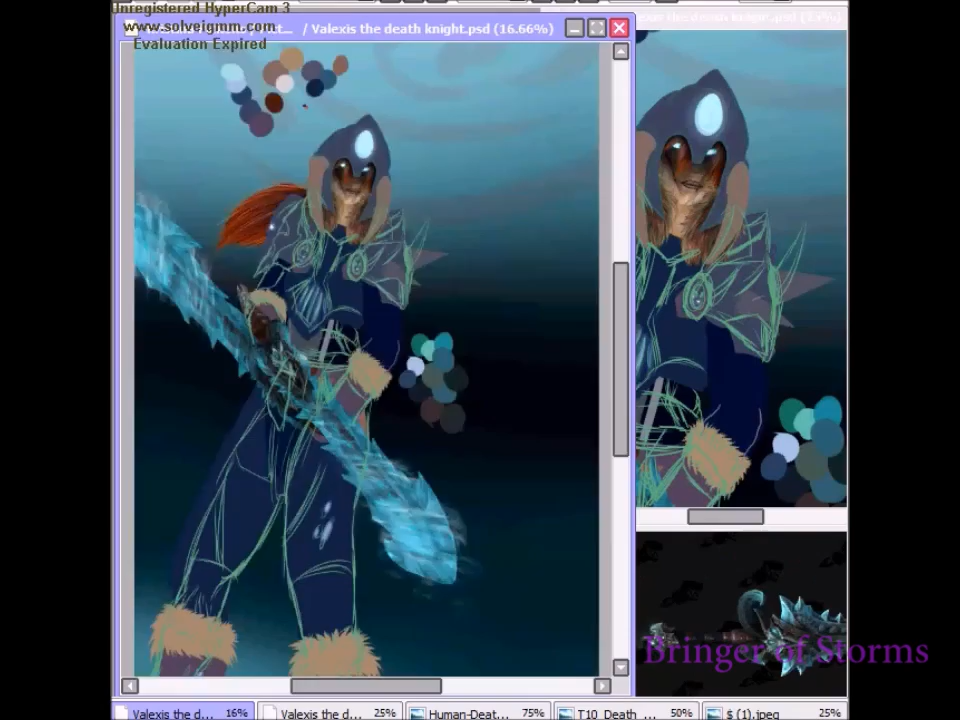 Unregistered HyperCam 3
www.solveigmm.com
Evaluation Expired
/ Valexis the death knight.psd (16.66%)
Bringer of Storms
Valexis the d... 16%
Valexis the d... 25%
Human-Deat... 75%
T10_Death_... 50%
$ (1).jpeg 25%